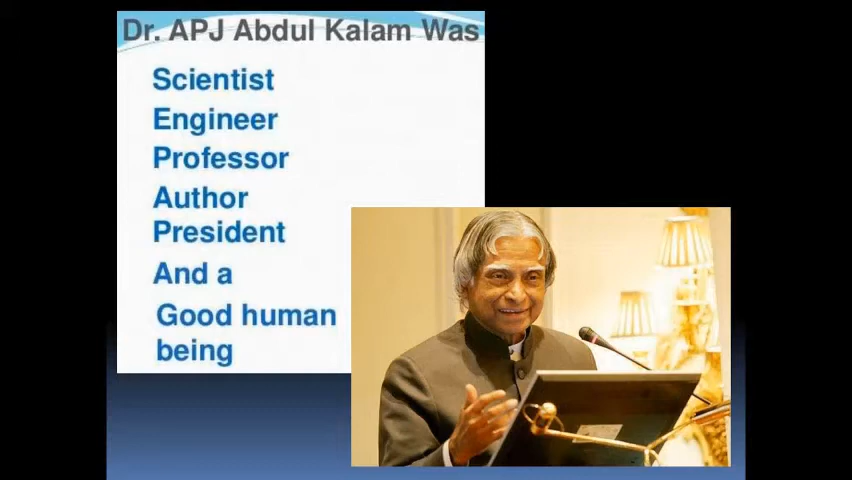 Dr. APJ Abdul Kalam Was
Scientist
Engineer
Professor
Author
President
And a
Good human
being